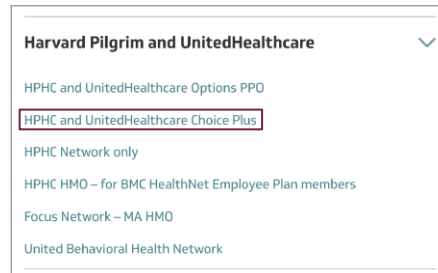 Harvard Pilgrim and UnitedHealthcare
HPHC and UnitedHealthcare Options PPO
HPHC and UnitedHealthcare Choice Plus
HPHC Network only
HPHC HMO – for BMC HealthNet Employee Plan members
Focus Network – MA HMO
United Behavioral Health Network